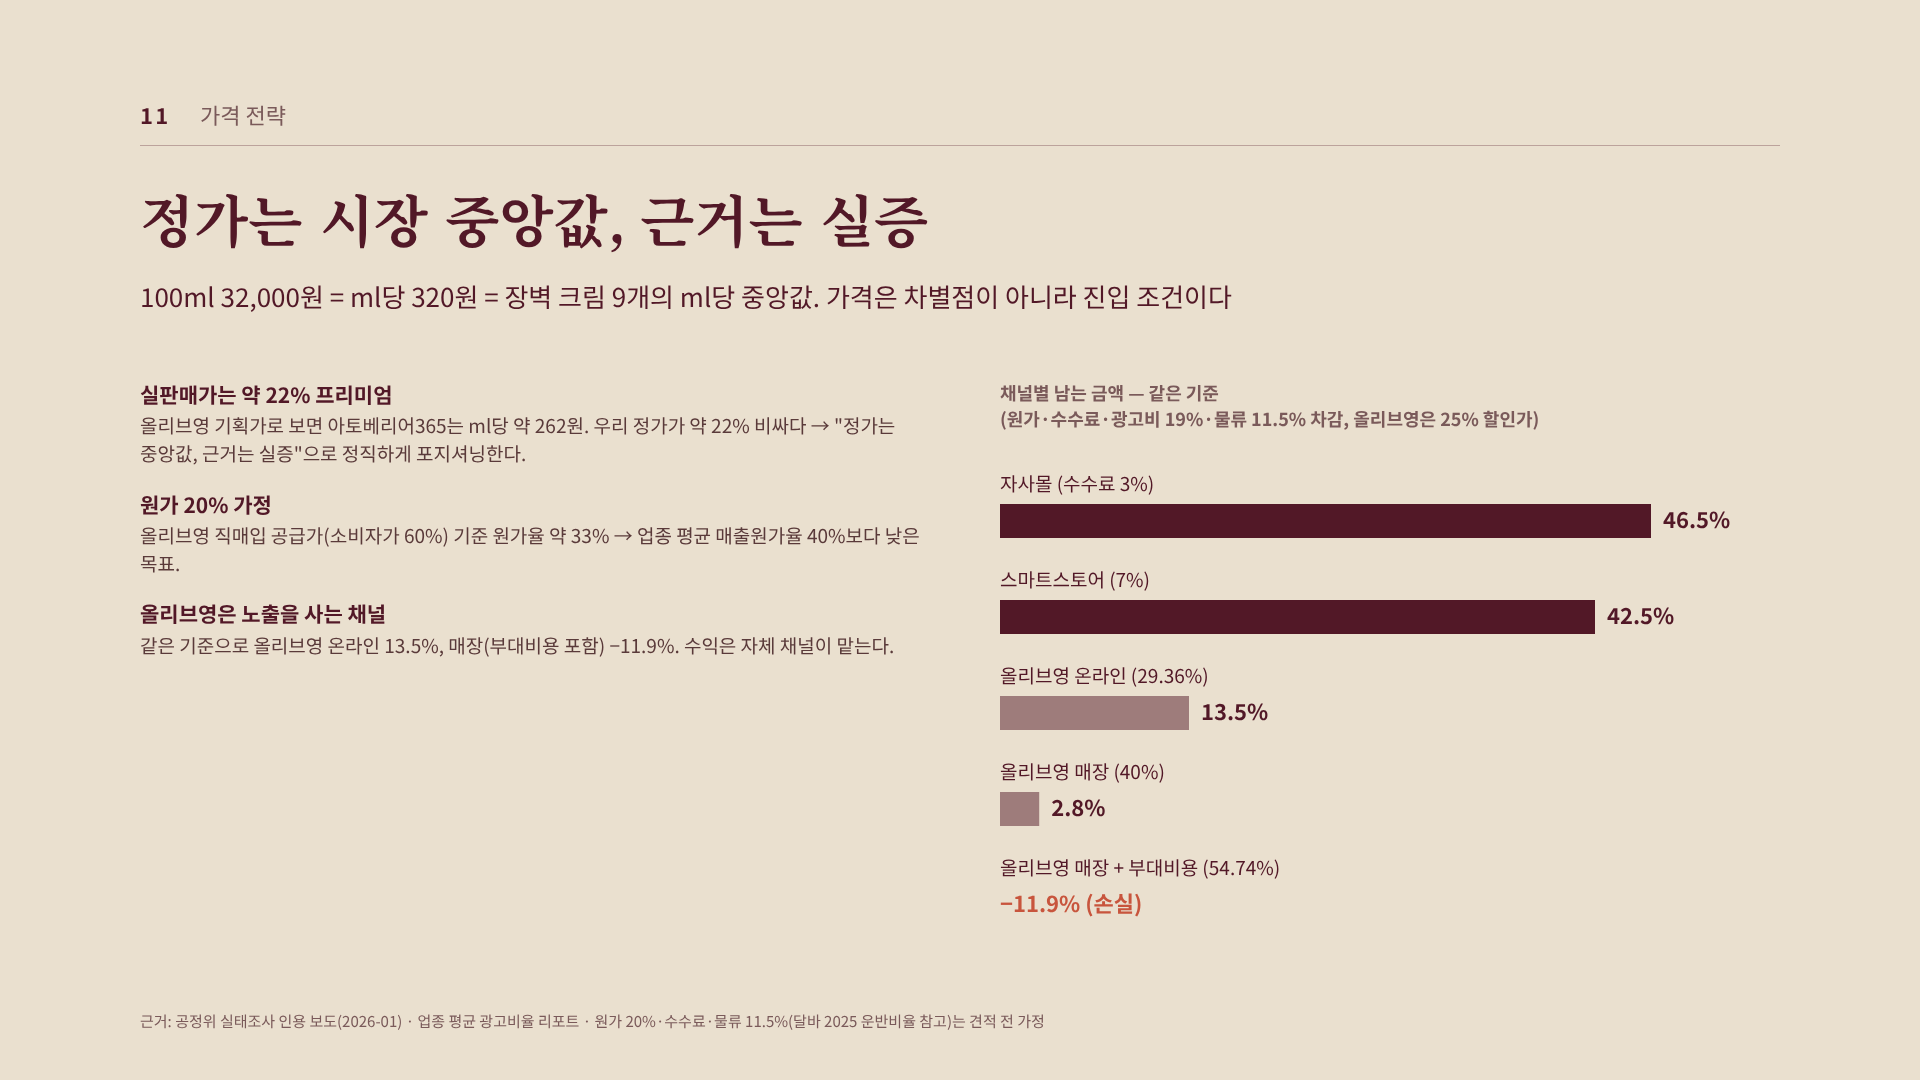 11 가격 전략
정가는 시장 중앙값, 근거는 실증
100ml 32,000원 = ml당 320원 = 장벽 크림 9개의 ml당 중앙값. 가격은 차별점이 아니라 진입 조건이다
실판매가는 약 22% 프리미엄
올리브영 기획가로 보면 아토베리어365는 ml당 약 262원. 우리 정가가 약 22% 비싸다 → "정가는
중앙값, 근거는 실증"으로 정직하게 포지셔닝한다.
원가 20% 가정
올리브영 직매입 공급가(소비자가 60%) 기준 원가율 약 33% → 업종 평균 매출원가율 40%보다 낮은
목표.
올리브영은 노출을 사는 채널
같은 기준으로 올리브영 온라인 13.5%, 매장(부대비용 포함) −11.9%. 수익은 자체 채널이 맡는다.
채널별 남는 금액 — 같은 기준
(원가·수수료·광고비 19%·물류 11.5% 차감, 올리브영은 25% 할인가)
자사몰 (수수료 3%)
46.5%
스마트스토어 (7%)
42.5%
올리브영 온라인 (29.36%)
13.5%
올리브영 매장 (40%)
2.8%
올리브영 매장 + 부대비용 (54.74%)
−11.9% (손실)
근거: 공정위 실태조사 인용 보도(2026-01) · 업종 평균 광고비율 리포트 · 원가 20%·수수료·물류 11.5%(달바 2025 운반비율 참고)는 견적 전 가정